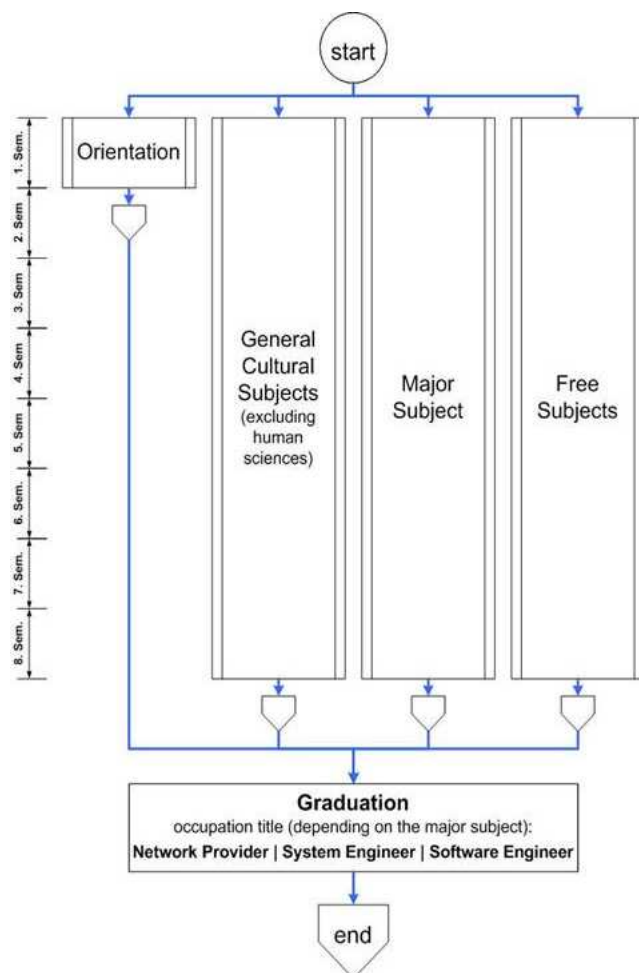 start
1. Sem.
2. Sem
3. Sem
4. Sem
5. Sem
6. Sem.
7. Sem.
8. Sem.
Orientation
General
Cultural
Subjects
(excluding
human
sciences)
Major
Subject
Free
Subjects
Graduation
occupation title (depending on the major subject):
Network Provider | System Engineer | Software Engineer
end